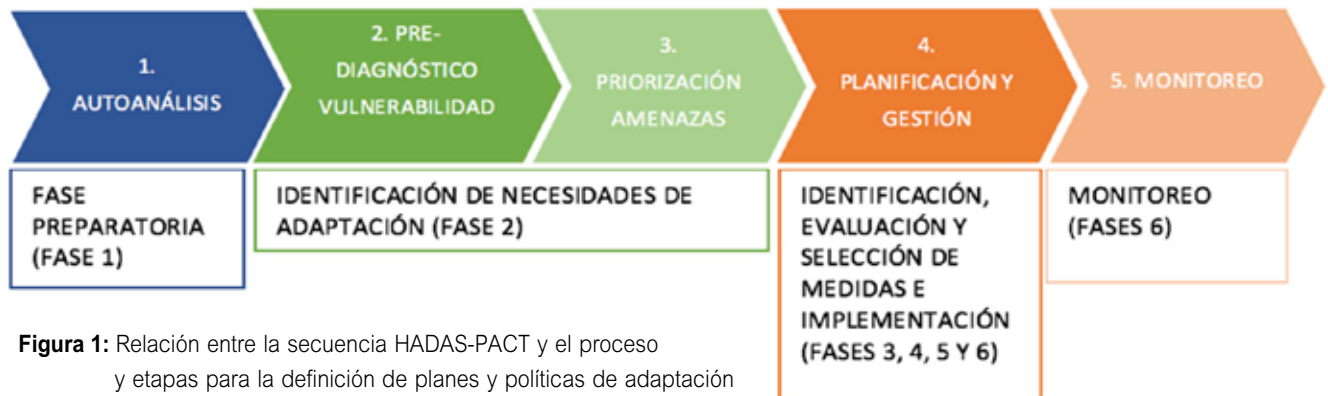 1.
AUTOANÁLISIS
2. PRE-
DIAGNÓSTICO
VULNERABILIDAD
3.
PRIORIZACIÓN
AMENAZAS
4.
PLANIFICACIÓN Y
GESTIÓN
5. MONITOREO
FASE
PREPARATORIA
(FASE 1)
IDENTIFICACIÓN DE NECESIDADES DE
ADAPTACIÓN (FASE 2)
IDENTIFICACIÓN,
EVALUACIÓN Y
SELECCIÓN DE
MEDIDAS E
IMPLEMENTACIÓN
(FASES 3, 4, 5 Y 6)
MONITOREO
(FASES 6)
Figura 1: Relación entre la secuencia HADAS-PACT y el proceso
y etapas para la definición de planes y políticas de adaptación